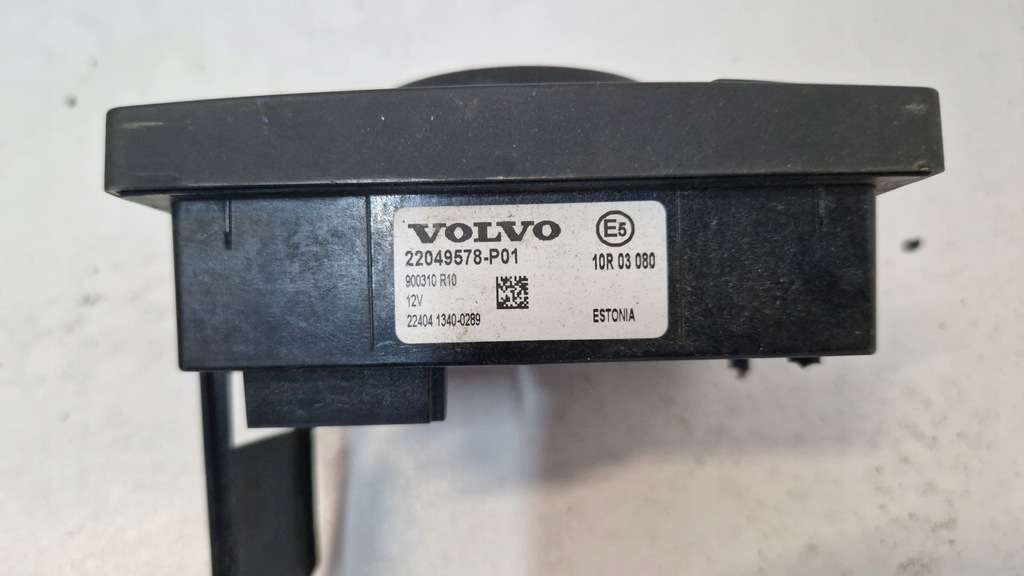 VOLVO
22049578-P01
900310 R10
12V
22404 1340-0289
E5
10R 03 080
ESTONIA